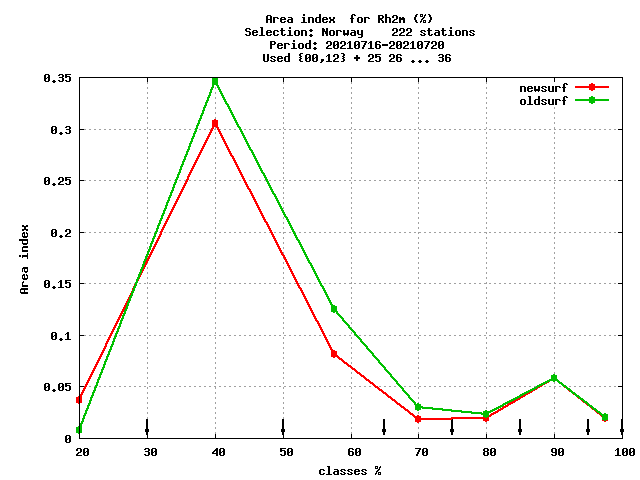 Area index  for Rh2m (%)
Selection: Norway    222 stations
Period: 20210716-20210720
Used {00,12} + 25 26 ... 36
newsurf
oldsurf
0.35
0.3
0.25
0.2
0.15
0.1
0.05
0
Area index
20 30 40 50 60 70 80 90 100
classes %